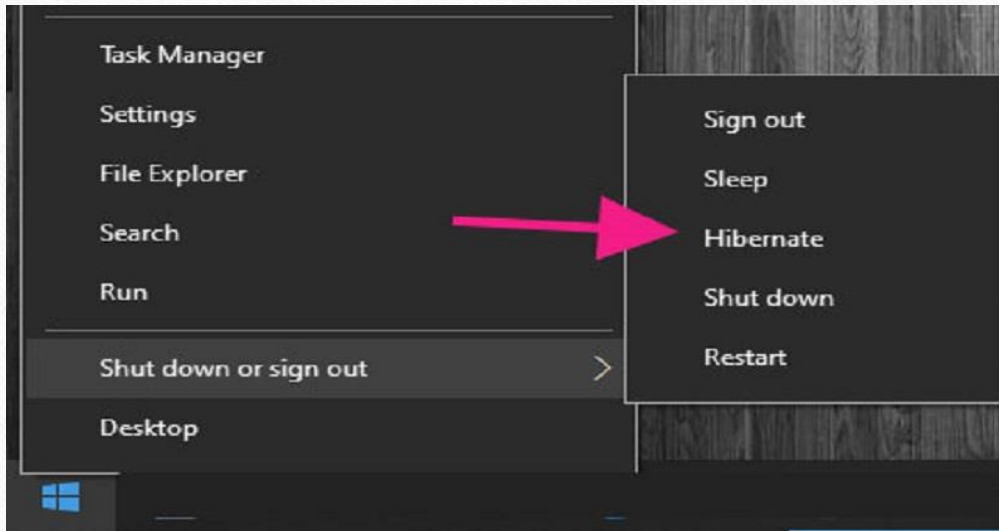 Task Manager
Settings
File Explorer
Search
Run
Shut down or sign out
Desktop
Sign out
Sleep
Hibernate
Shut down
Restart